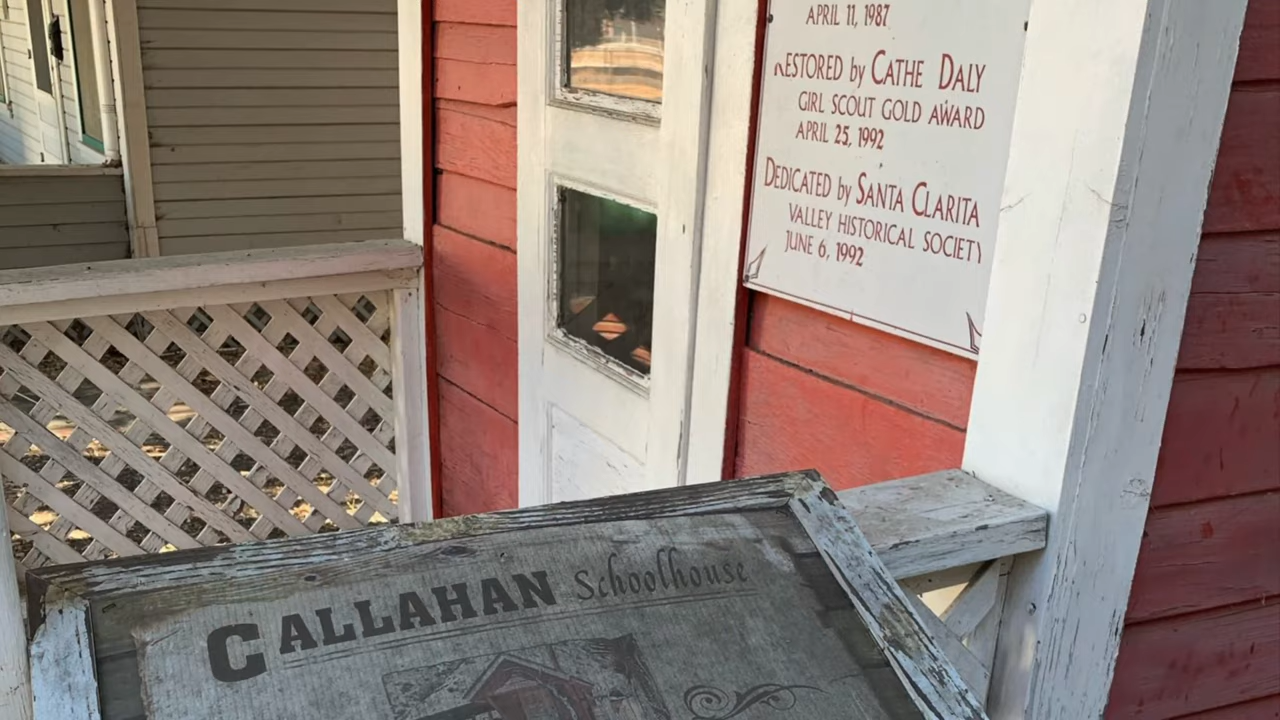 APRIL 11, 1987
RESTORED by CATHE DALY
GIRL SCOUT GOLD AWARD
APRIL 25, 1992
DEDICATED by SANTA CLARITA
VALLEY HISTORICAL SOCIETY
JUNE 6, 1992
CALLAHAN Schoolhouse